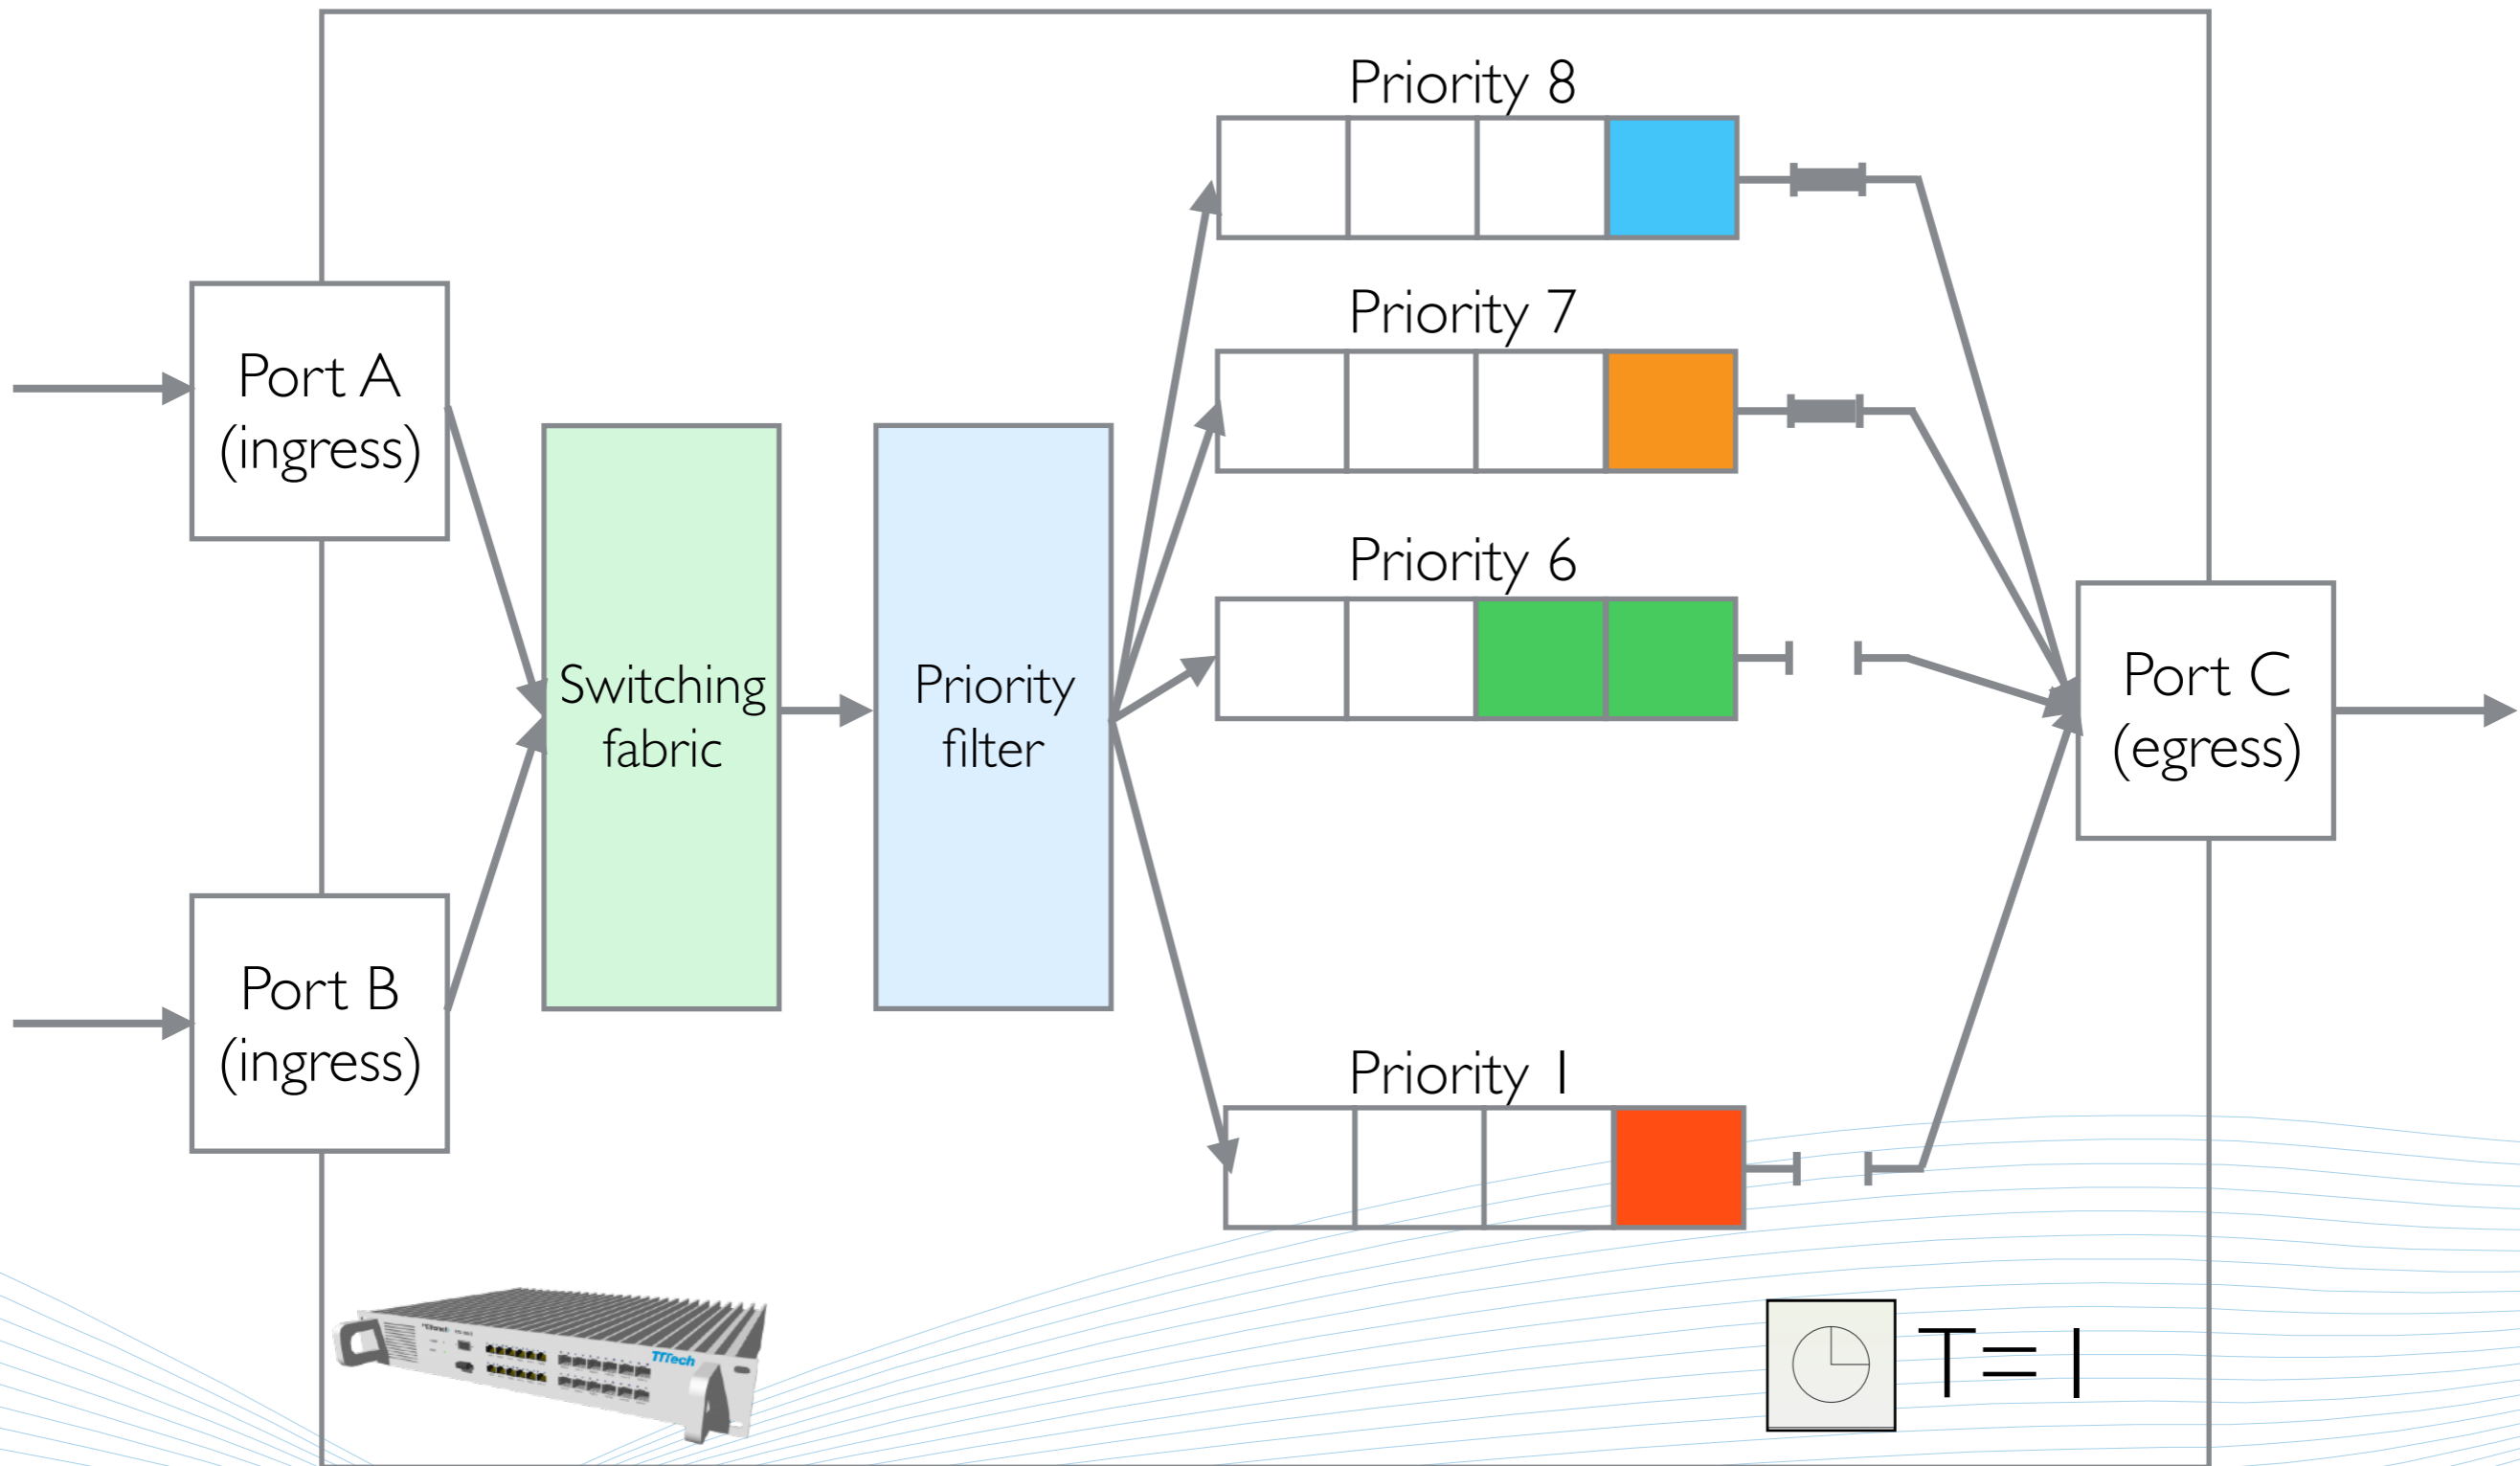 Priority 8
Priority 7
Priority 6
Priority 1
Port A
(ingress)
Port B
(ingress)
Switching
fabric
Priority
filter
Port C
(egress)
TTTech
T= 1